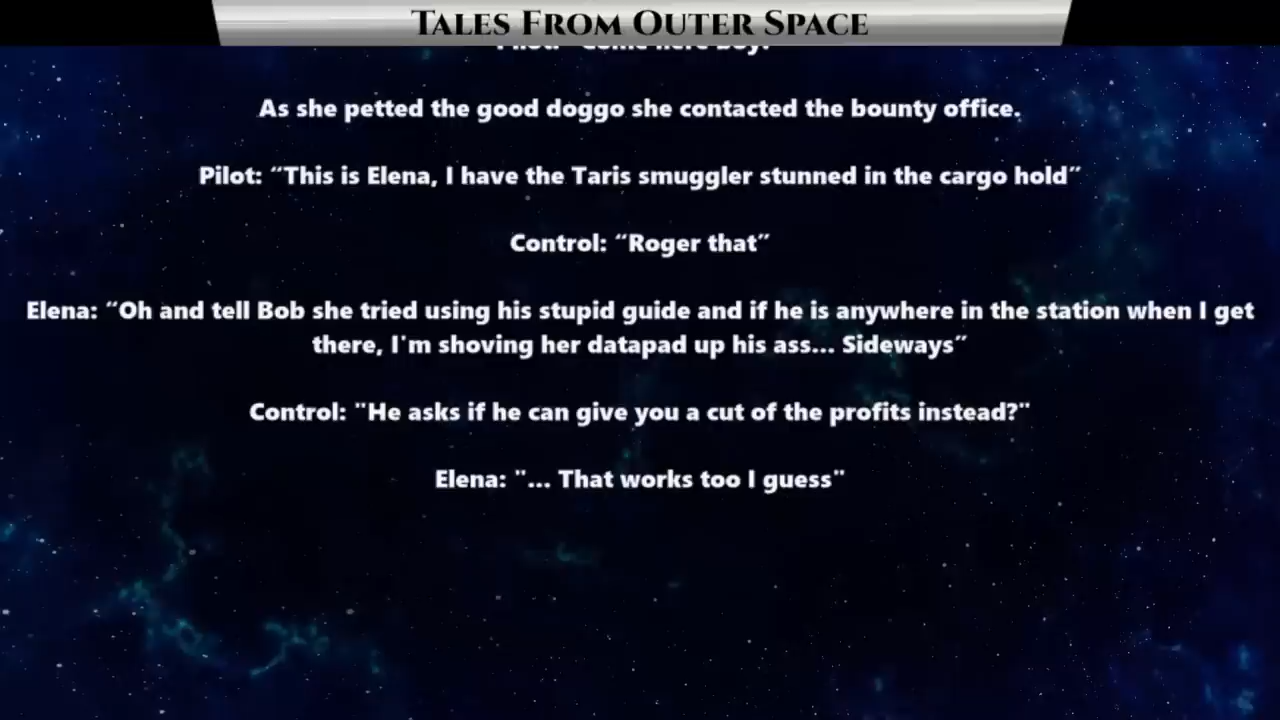 Tales From Outer Space
Pilot: "Come here boy."
As she petted the good doggo she contacted the bounty office.
Pilot: “This is Elena, I have the Taris smuggler stunned in the cargo hold”
Control: “Roger that”
Elena: “Oh and tell Bob she tried using his stupid guide and if he is anywhere in the station when I get
there, I'm shoving her datapad up his ass... Sideways”
Control: "He asks if he can give you a cut of the profits instead?"
Elena: "... That works too I guess"